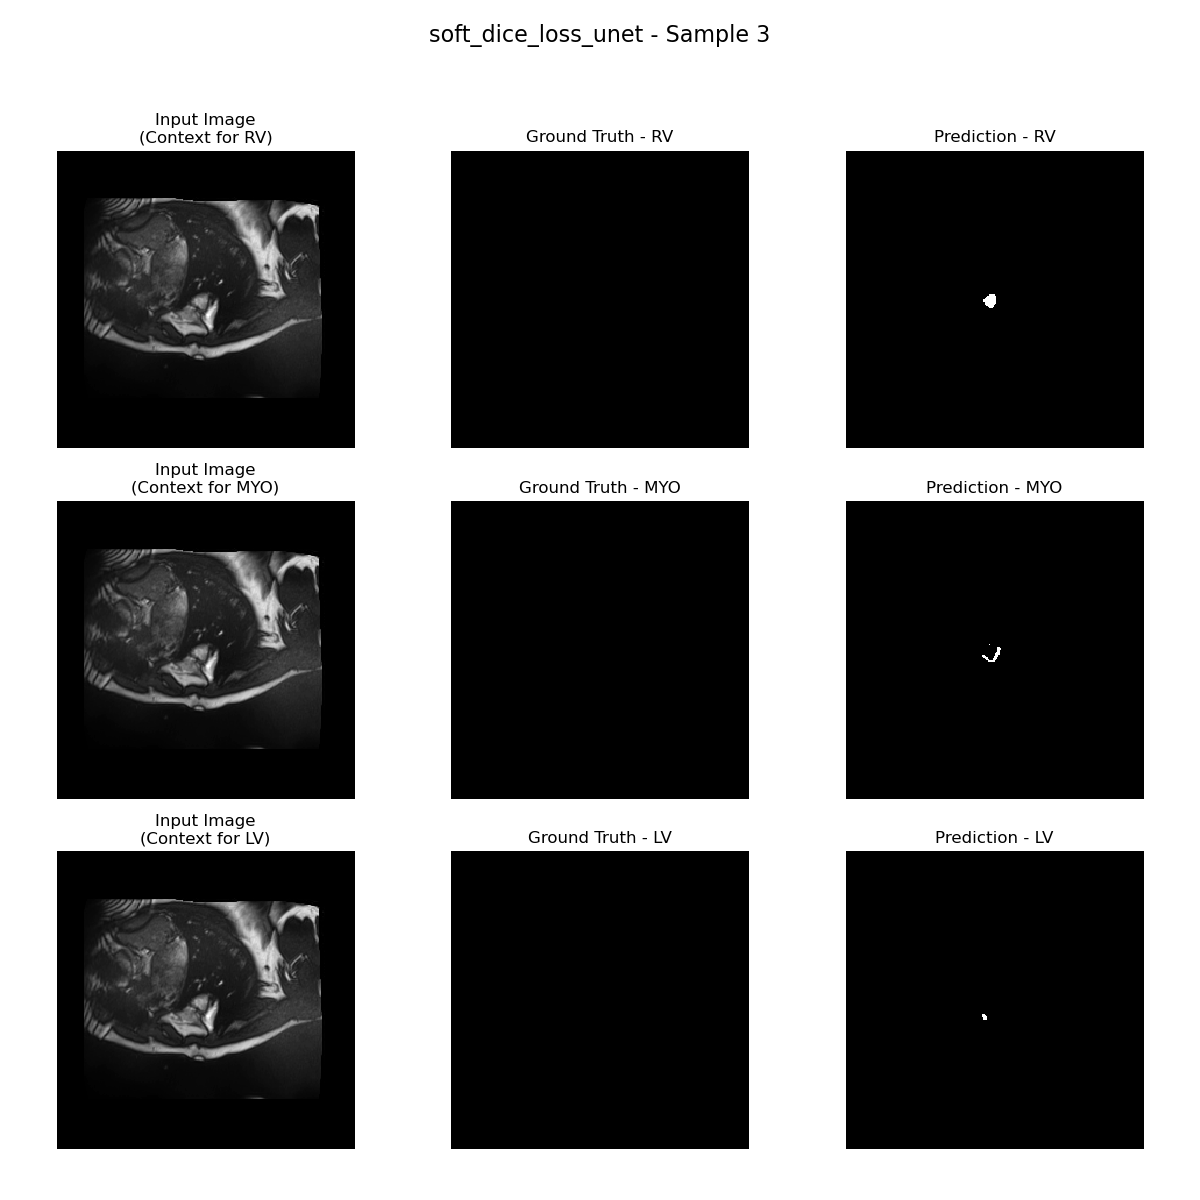 soft_dice_loss_unet - Sample 3
Input Image
(Context for RV)
Ground Truth - RV
Prediction - RV
Input Image
(Context for MYO)
Ground Truth - MYO
Prediction - MYO
Input Image
(Context for LV)
Ground Truth - LV
Prediction - LV